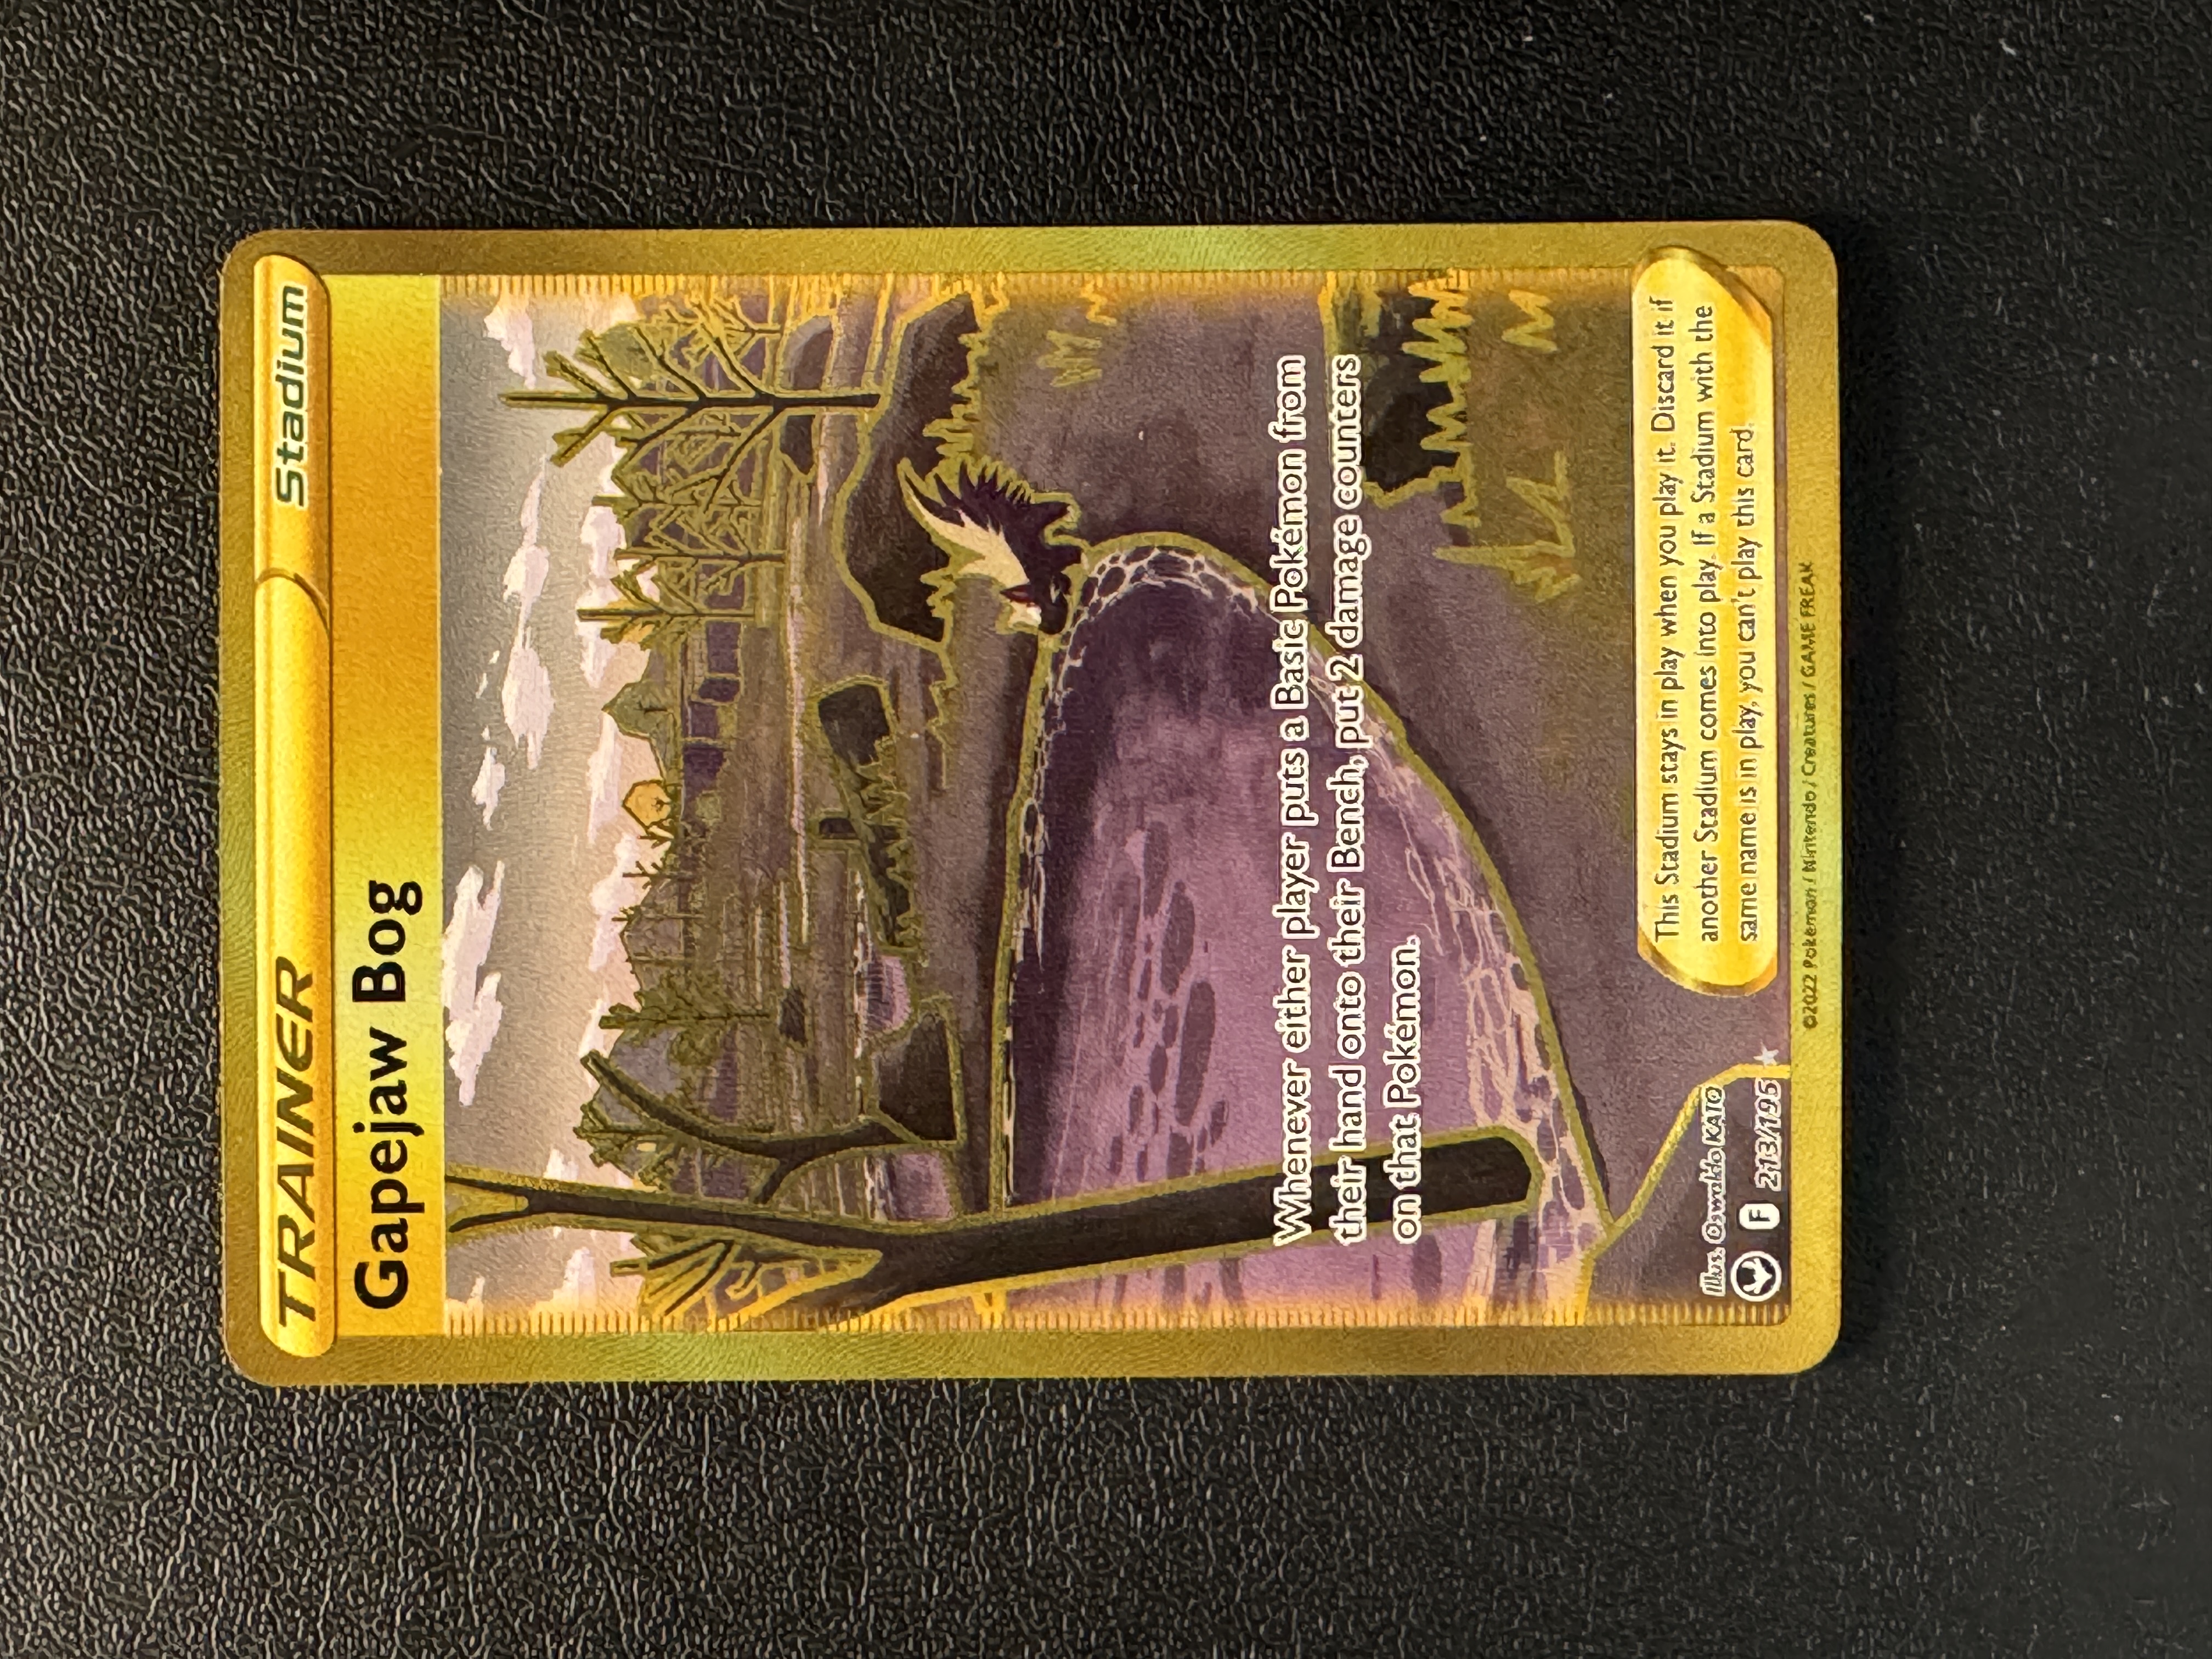 TRAINER
Stadium
Gapejaw Bog
Whenever either player puts a Basic Pokémon from
their hand onto their Bench, put 2 damage counters
on that Pokémon.
This Stadium stays in play when you play it. Discard it if
another Stadium comes into play. If a Stadium with the
same name is in play, you can't play this card.
Illus. Oswaldo KATO
F 213/195
©2022 Pokémon / Nintendo / Creatures / GAME FREAK